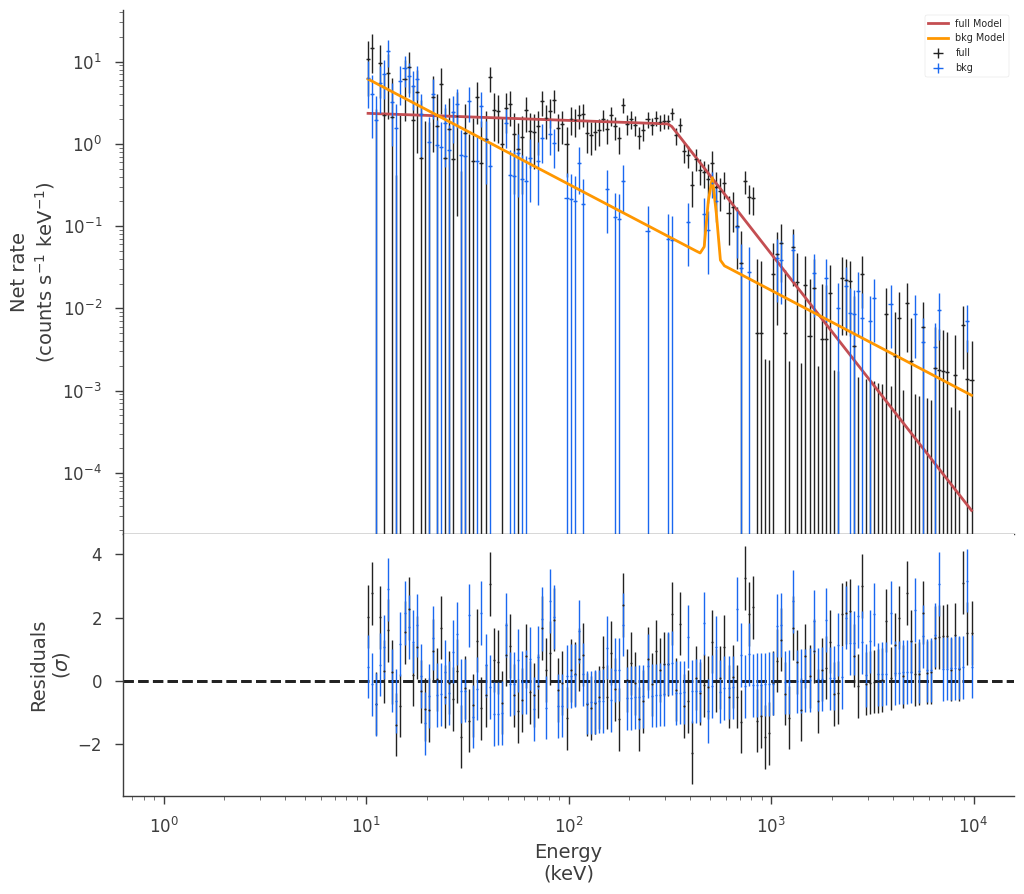 full Model
bkg Model
full
bkg
Net rate
(counts s⁻¹ keV⁻¹)
10¹
10⁰
10⁻¹
10⁻²
10⁻³
10⁻⁴
Residuals
(σ)
4
2
0
−2
10⁰ 10¹ 10² 10³ 10⁴
Energy
(keV)